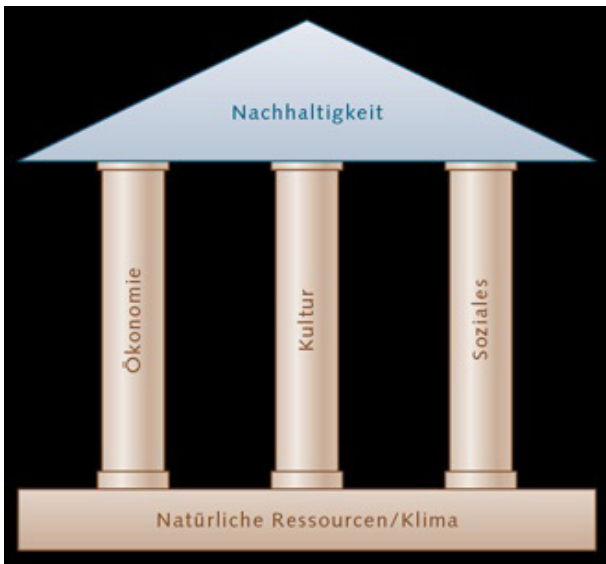 Nachhaltigkeit
Ökonomie
Kultur
Soziales
Natürliche Ressourcen/Klima